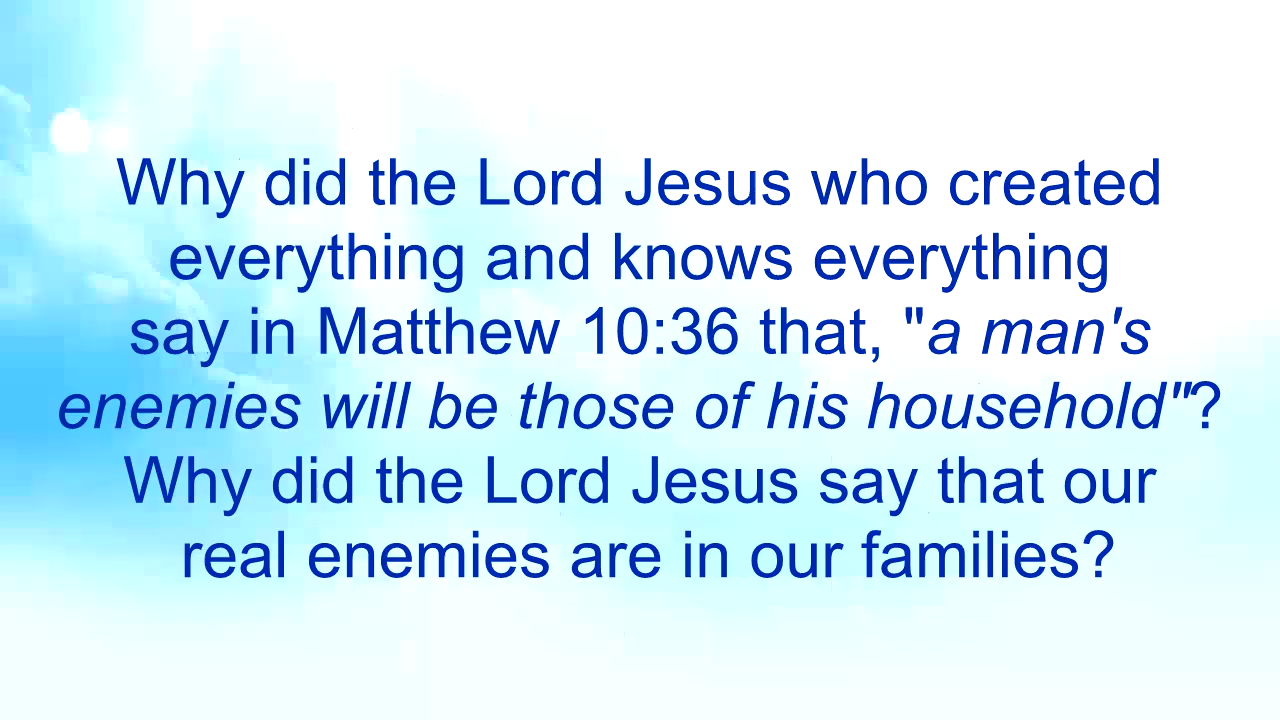 Why did the Lord Jesus who created
everything and knows everything
say in Matthew 10:36 that, "a man's
enemies will be those of his household"?
Why did the Lord Jesus say that our
real enemies are in our families?